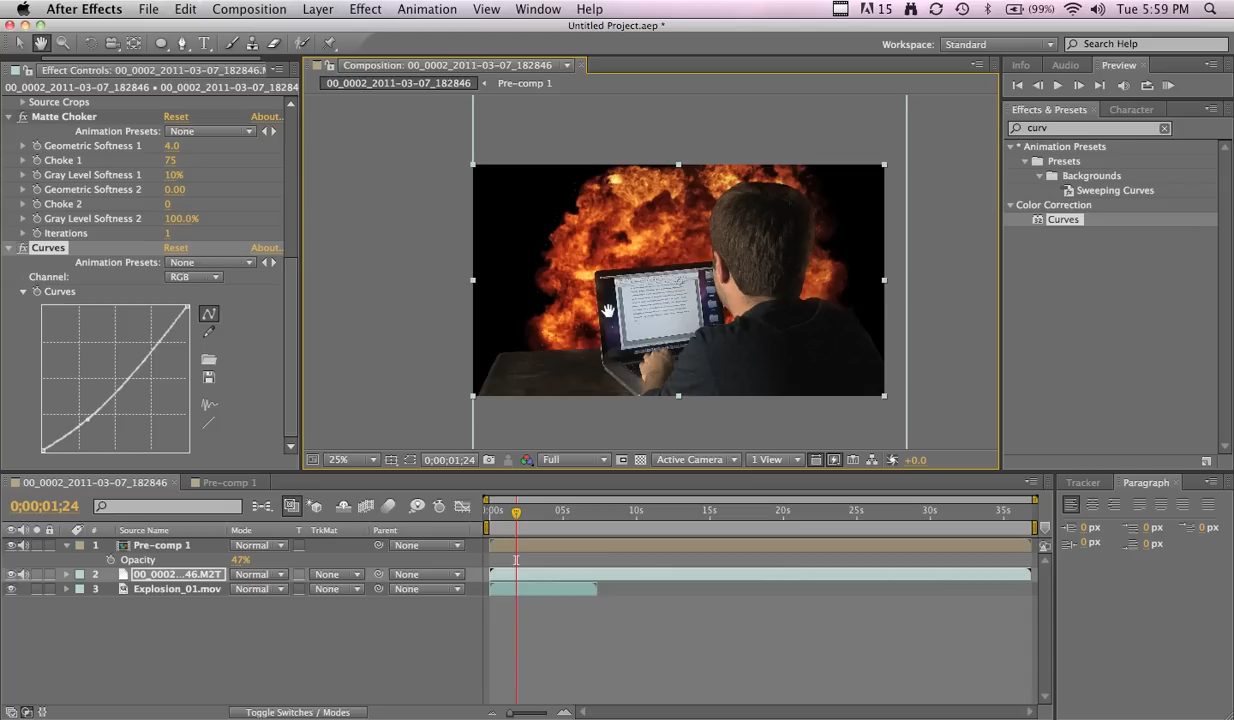 After Effects File Edit Composition Layer Effect Animation View Window Help 15 (99%) Tue 5:59 PM
Untitled Project.aep *
Workspace: Standard Search Help
Effect Controls: 00_0002_2011-03-07_182846.M
00_0002_2011-03-07_182846 • 00_0002_2011-03-07_182846
Source Crops
Matte Choker Reset About..
Animation Presets: None
Geometric Softness 1 4.0
Choke 1 75
Gray Level Softness 1 10%
Geometric Softness 2 0.00
Choke 2 0
Gray Level Softness 2 100.0%
Iterations 1
Curves Reset About..
Animation Presets: None
Channel: RGB
Curves
Composition: 00_0002_2011-03-07_182846
00_0002_2011-03-07_182846 Pre-comp 1
25% 0;00;01;24 Full Active Camera 1 View +0.0
Info Audio Preview
Effects & Presets Character
curv
* Animation Presets
Presets
Backgrounds
Sweeping Curves
Color Correction
32 Curves
00_0002_2011-03-07_182846 Pre-comp 1
0;00;01;24
# Source Name Mode T TrkMat Parent
1 Pre-comp 1 Normal None
Opacity 47%
2 00_0002...46.M2T Normal None None
3 Explosion_01.mov Normal None None
):00s 05s 10s 15s 20s 25s 30s 35s
Toggle Switches / Modes
Tracker Paragraph
0 px 0 px 0 px
0 px 0 px